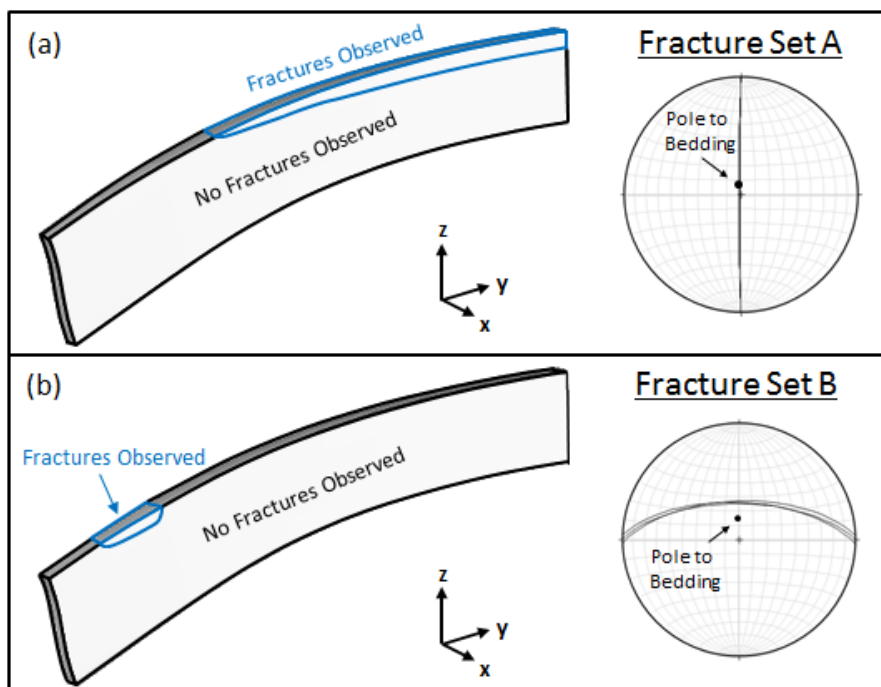 (a)
Fractures Observed
No Fractures Observed
z
y
x
Fracture Set A
Pole to
Bedding
(b)
Fractures Observed
No Fractures Observed
z
y
x
Fracture Set B
Pole to
Bedding